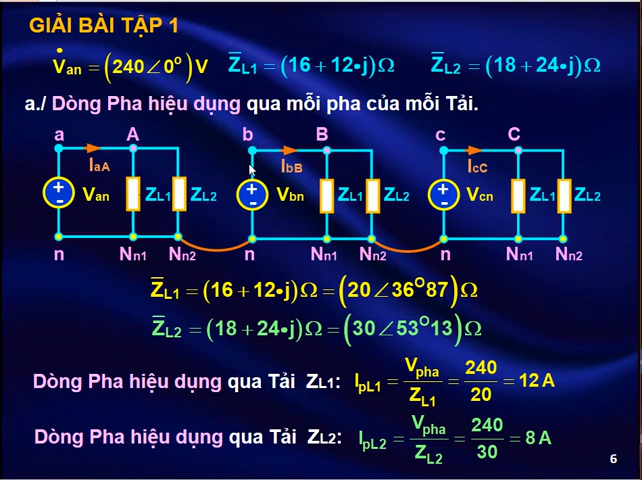 GIẢI BÀI TẬP 1
V̇an = (240∠0°) V Z̅L1 = (16 + 12•j) Ω Z̅L2 = (18 + 24•j) Ω
a./ Dòng Pha hiệu dụng qua mỗi pha của mỗi Tải.
a A b B c C
IaA IbB IcC
+ - Van ZL1 ZL2 + - Vbn ZL1 ZL2 + - Vcn ZL1 ZL2
n Nn1 Nn2 n Nn1 Nn2 n Nn1 Nn2
Z̅L1 = (16 + 12•j) Ω = (20∠36°87) Ω
Z̅L2 = (18 + 24•j) Ω = (30∠53°13) Ω
Dòng Pha hiệu dụng qua Tải ZL1: IpL1 = Vpha / ZL1 = 240 / 20 = 12 A
Dòng Pha hiệu dụng qua Tải ZL2: IpL2 = Vpha / ZL2 = 240 / 30 = 8 A
6